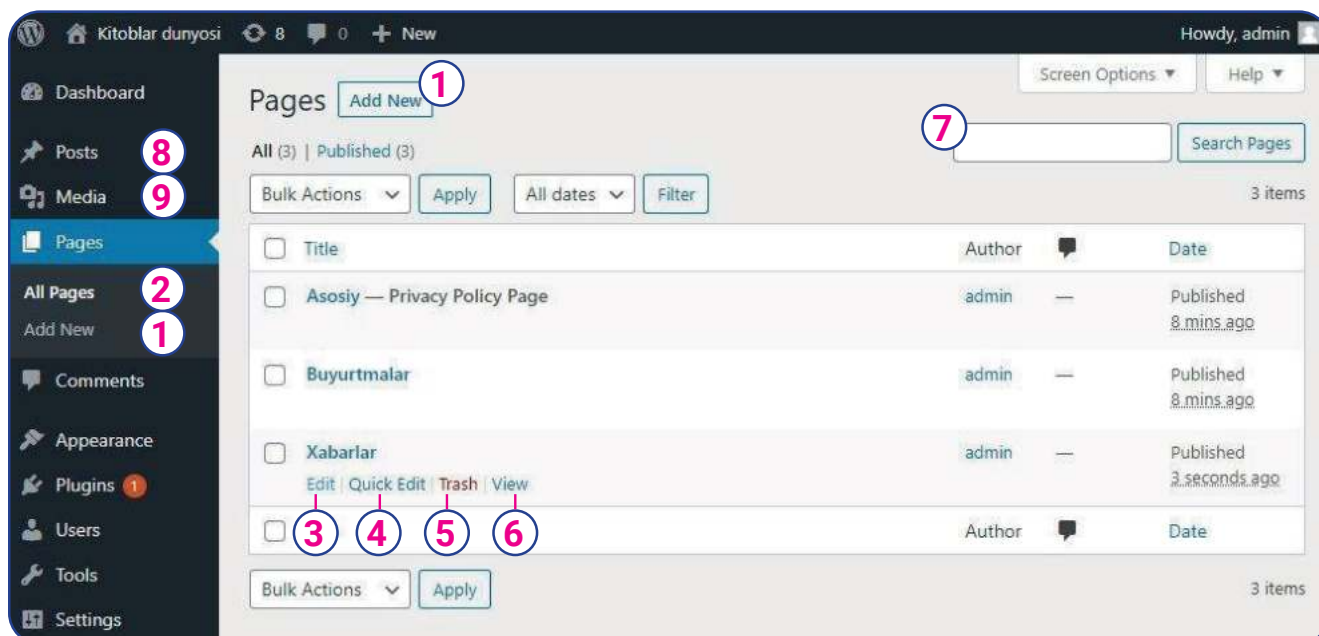 Kitoblar dunyosi 8 0 + New Howdy, admin
Dashboard
Posts 8
Media 9
Pages
All Pages 2
Add New 1
Comments
Appearance
Plugins 1
Users
Tools
Settings
Screen Options ▼ Help ▼
Pages Add New 1
7 Search Pages
All (3) | Published (3)
Bulk Actions Apply All dates Filter 3 items
Title Author Date
Asosiy — Privacy Policy Page admin — Published
8 mins ago
Buyurtmalar admin — Published
8 mins ago
Xabarlar admin — Published
Edit | Quick Edit | Trash | View 3 seconds ago
3 4 5 6
Author Date
Bulk Actions Apply 3 items